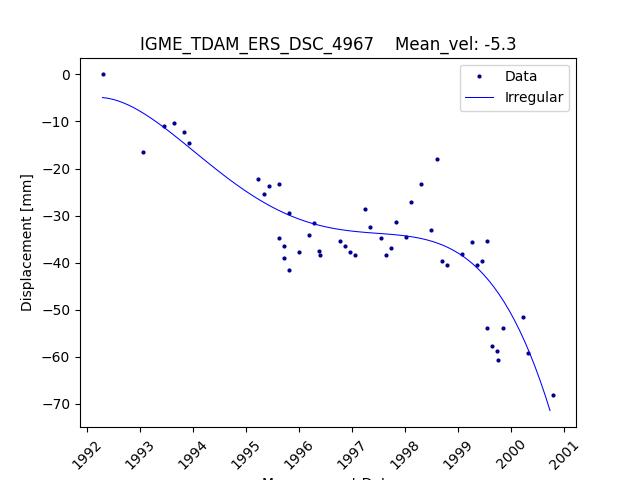 IGME_TDAM_ERS_DSC_4967    Mean_vel: -5.3
Data
Irregular
Displacement [mm]
0
−10
−20
−30
−40
−50
−60
−70
1992 1993 1994 1995 1996 1997 1998 1999 2000 2001